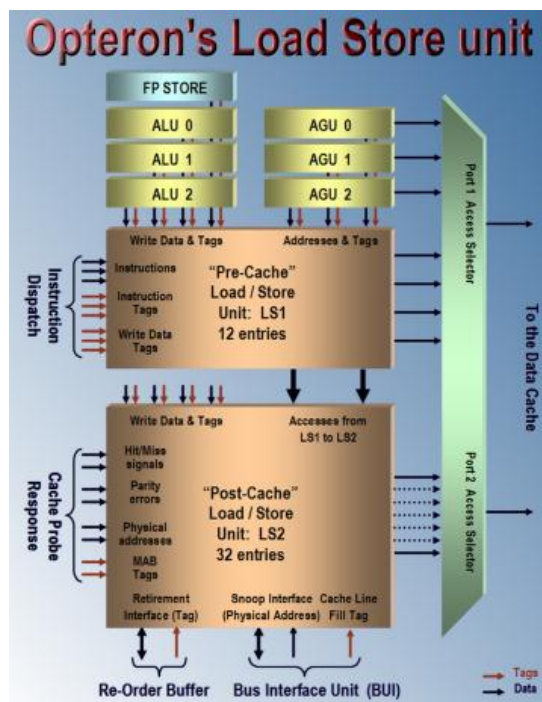 Opteron's Load Store unit
FP STORE
ALU 0
ALU 1
ALU 2
AGU 0
AGU 1
AGU 2
Port 1 Access Selector
Write Data & Tags
Addresses & Tags
Instruction
Dispatch
Instructions
Instruction
Tags
Write Data
Tags
"Pre-Cache"
Load / Store
Unit: LS1
12 entries
To the Data Cache
Write Data & Tags
Accesses from
LS1 to LS2
Cache Probe
Response
Hit/Miss
signals
Parity
errors
Physical
addresses
MAB
Tags
"Post-Cache"
Load / Store
Unit: LS2
32 entries
Port 2 Access Selector
Retirement
Interface (Tag)
Snoop Interface
(Physical Address)
Cache Line
Fill Tag
Re-Order Buffer
Bus Interface Unit (BUI)
Tags
Data